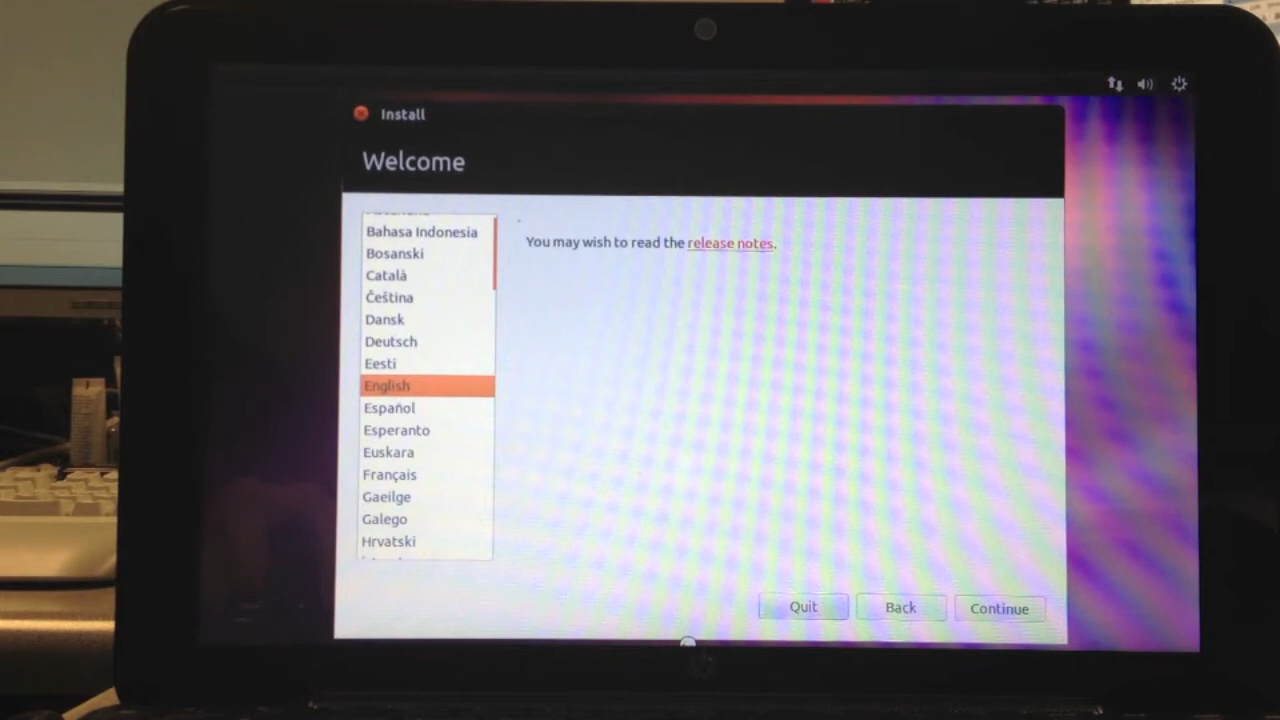 Install
Welcome
Bahasa Indonesia
Bosanski
Català
Čeština
Dansk
Deutsch
Eesti
English
Español
Esperanto
Euskara
Français
Gaeilge
Galego
Hrvatski
You may wish to read the release notes.
Quit
Back
Continue